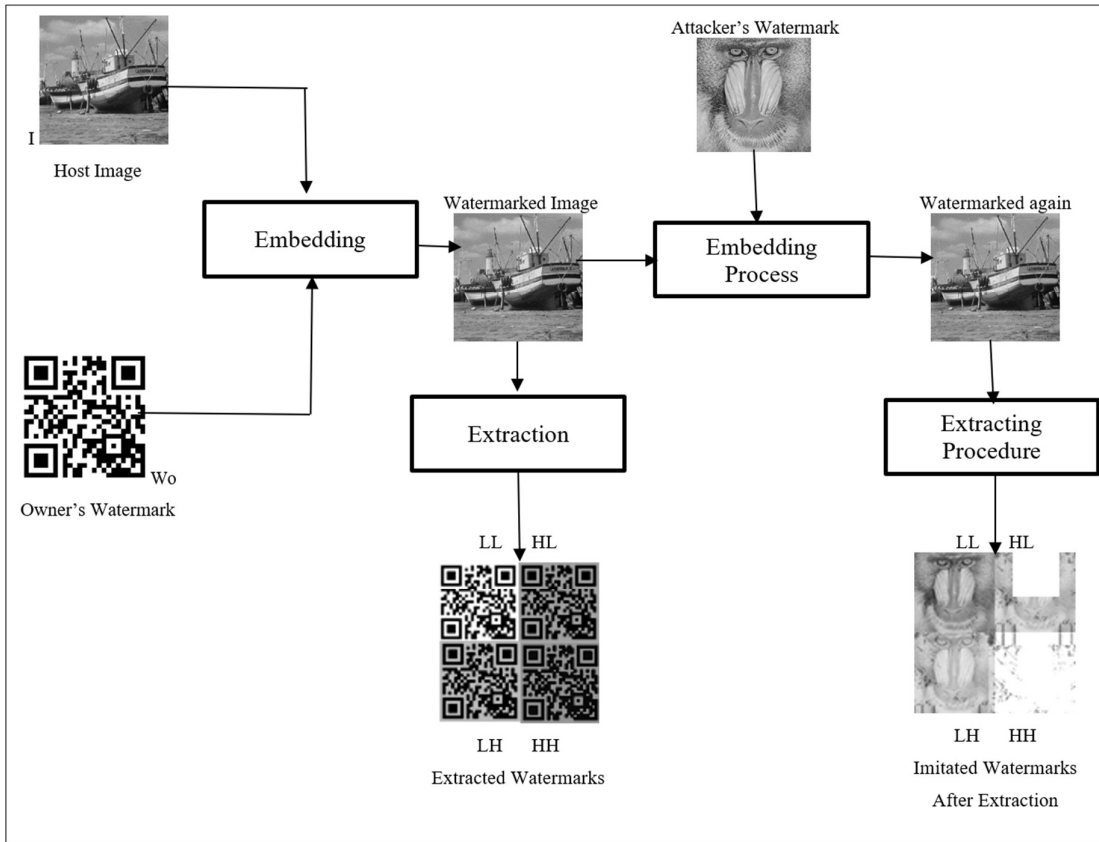 Attacker's Watermark
I
Host Image
Embedding
Watermarked Image
Embedding
Process
Watermarked again
Wo
Owner's Watermark
Extraction
Extracting
Procedure
LL HL
LH HH
Extracted Watermarks
LL HL
LH HH
Imitated Watermarks
After Extraction